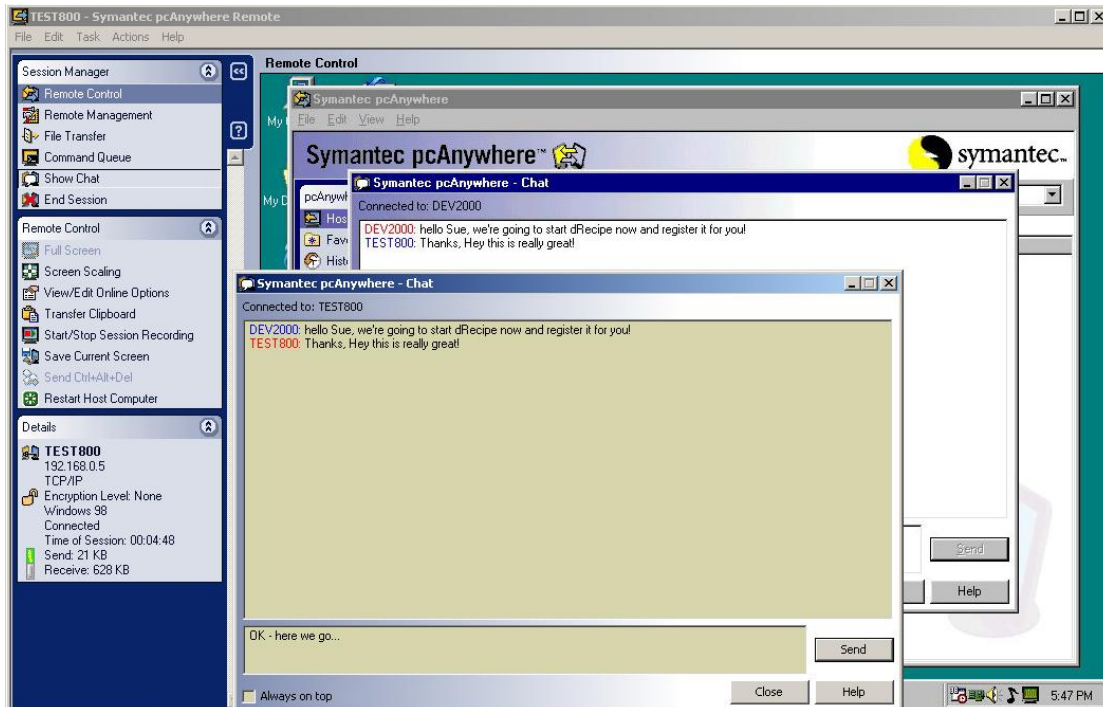 TEST800 - Symantec pcAnywhere Remote
File Edit Task Actions Help
Session Manager
Remote Control
Remote Management
File Transfer
Command Queue
Show Chat
End Session
Remote Control
Full Screen
Screen Scaling
View/Edit Online Options
Transfer Clipboard
Start/Stop Session Recording
Save Current Screen
Send Ctrl+Alt+Del
Restart Host Computer
Details
TEST800
192.168.0.5
TCP/IP
Encryption Level: None
Windows 98
Connected
Time of Session: 00:04:48
Send: 21 KB
Receive: 628 KB
Remote Control
My
My D
Symantec pcAnywhere
File Edit View Help
Symantec pcAnywhere™
symantec™
pcAnywh
Hos
Favo
Hist
Symantec pcAnywhere - Chat
Connected to: DEV2000
DEV2000: hello Sue, we're going to start dRecipe now and register it for you!
TEST800: Thanks, Hey this is really great!
Send
Help
Symantec pcAnywhere - Chat
Connected to: TEST800
DEV2000: hello Sue, we're going to start dRecipe now and register it for you!
TEST800: Thanks, Hey this is really great!
OK - here we go...
Send
Always on top
Close
Help
5:47 PM